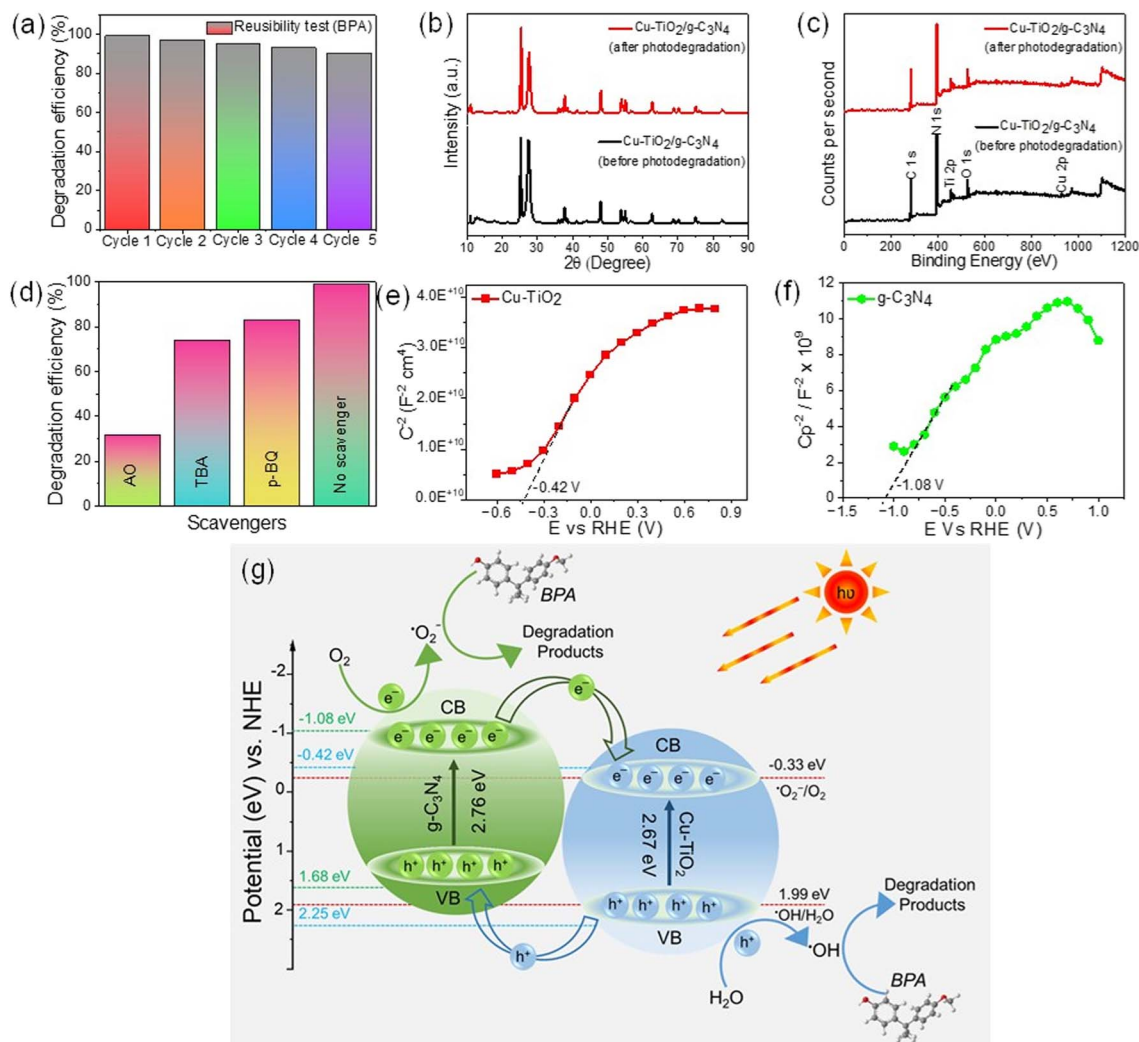 (a)
Degradation efficiency (%)
100
80
60
40
20
0
Reusibility test (BPA)
Cycle 1 Cycle 2 Cycle 3 Cycle 4 Cycle 5
(b)
Intensity (a.u.)
Cu-TiO2/g-C3N4
(after photodegradation)
Cu-TiO2/g-C3N4
(before photodegradation)
10 20 30 40 50 60 70 80 90
2θ (Degree)
(c)
Counts per second
Cu-TiO2/g-C3N4
(after photodegradation)
Cu-TiO2/g-C3N4
(before photodegradation)
C 1s
N 1s
Ti 2p
O 1s
Cu 2p
0 200 400 600 800 1000 1200
Binding Energy (eV)
(d)
Degradation efficiency (%)
100
80
60
40
20
0
AO
TBA
p-BQ
No scavenger
Scavengers
(e)
C⁻² (F⁻² cm⁴)
4.0E+10
3.0E+10
2.0E+10
1.0E+10
0.0E+10
Cu-TiO2
-0.42 V
-0.6 -0.3 0.0 0.3 0.6 0.9
E vs RHE (V)
(f)
Cp⁻² / F⁻² x 10⁹
12
10
8
6
4
2
0
g-C3N4
-1.08 V
-1.5 -1.0 -0.5 0.0 0.5 1.0
E Vs RHE (V)
(g)
Potential (eV) vs. NHE
-2
-1
0
1
2
-1.08 eV
-0.42 eV
1.68 eV
2.25 eV
O2
e⁻
•O2⁻
BPA
Degradation
Products
CB
e⁻ e⁻ e⁻ e⁻
g-C3N4
2.76 eV
h⁺ h⁺ h⁺ h⁺
VB
e⁻
h⁺
CB
e⁻ e⁻ e⁻ e⁻
Cu-TiO2
2.67 eV
h⁺ h⁺ h⁺ h⁺
VB
hυ
-0.33 eV
•O2⁻/O2
1.99 eV
•OH/H2O
H2O
h⁺
•OH
Degradation
Products
BPA